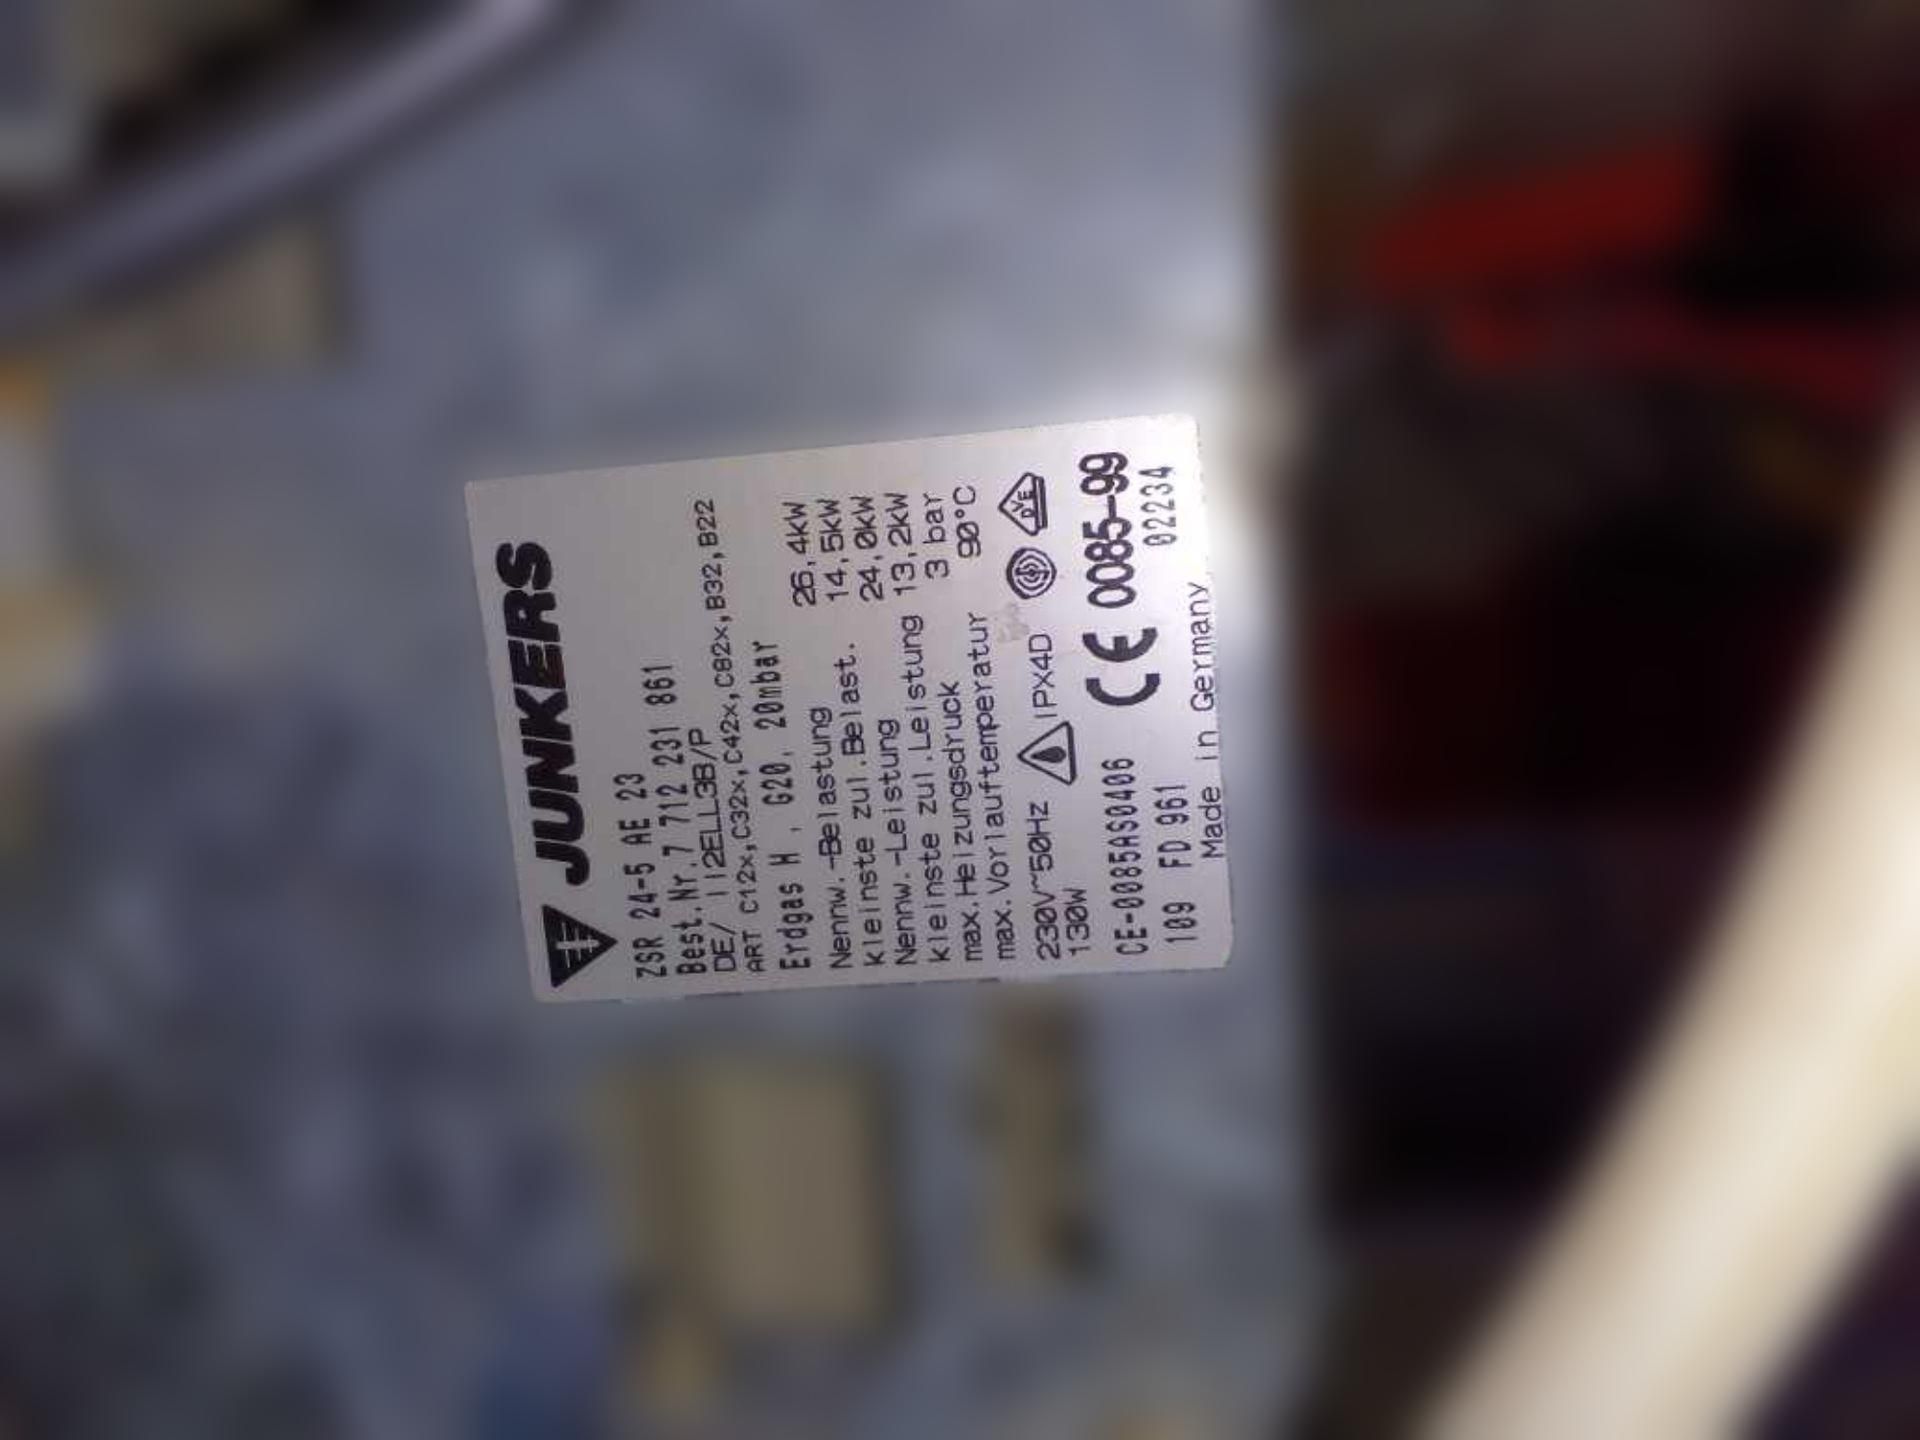 JUNKERS
ZSR 24-5 AE 23
Best.Nr.7 712 231 861
DE/ II2ELL3B/P
ART C12x,C32x,C42x,C82x,B32,B22
Erdgas H , G20, 20mbar
Nennw.-Belastung 26,4kW
kleinste zul.Belast. 14,5kW
Nennw.-Leistung 24,0kW
kleinste zul.Leistung 13,2kW
max.Heizungsdruck 3 bar
max.Vorlauftemperatur 90°C
230V~50Hz IPX4D DVE
130W
CE-0085AS0406 CE 0085-99
109 FD 961 02234
Made in Germany